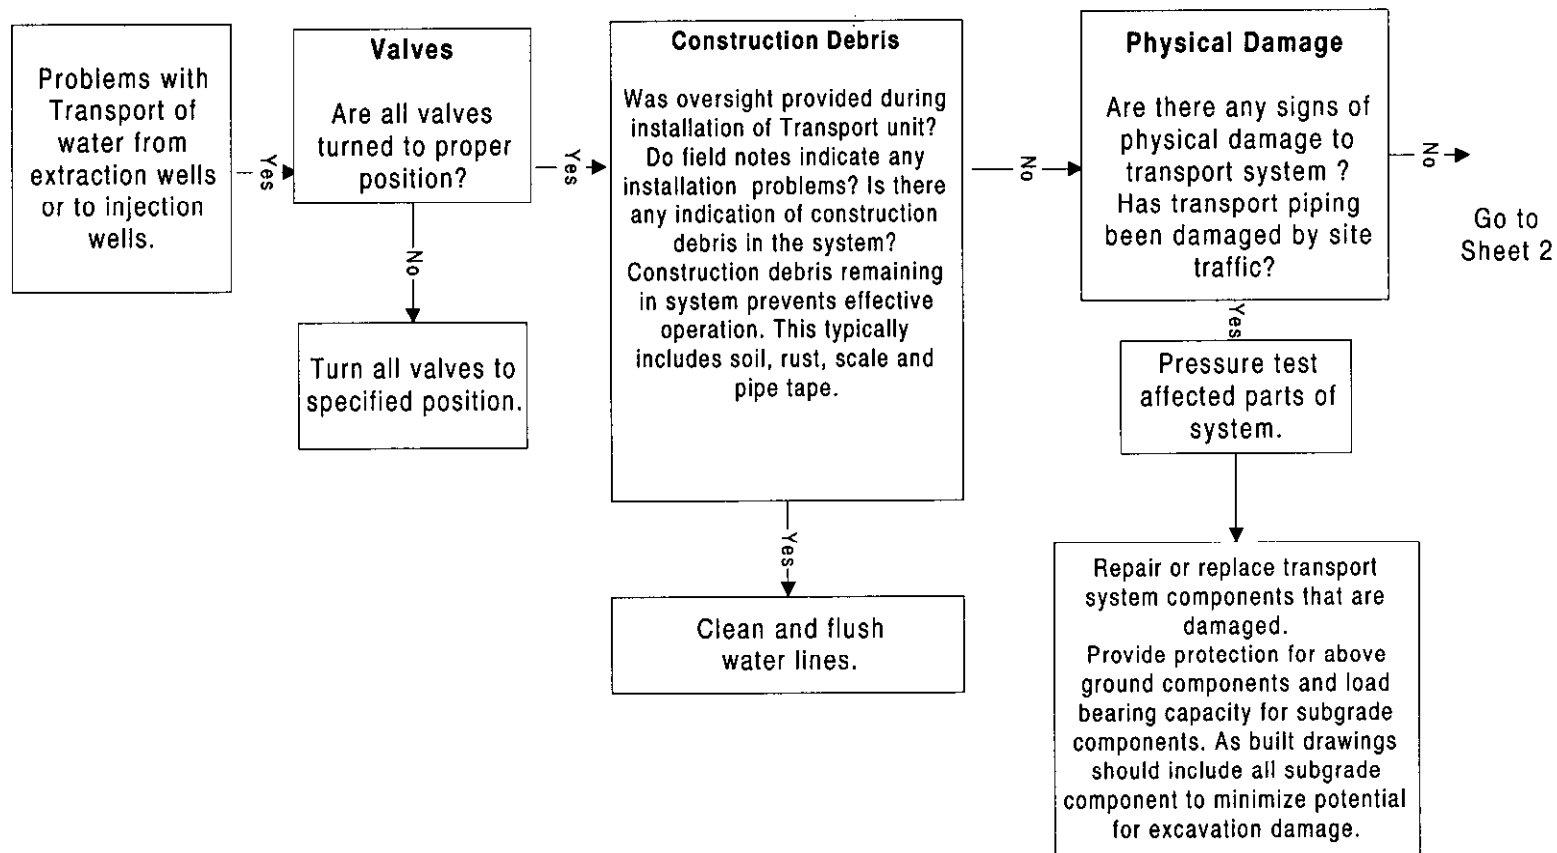 Problems with
Transport of
water from
extraction wells
or to injection
wells.
Yes
Valves
Are all valves
turned to proper
position?
Yes
No
Turn all valves to
specified position.
Construction Debris
Was oversight provided during
installation of Transport unit?
Do field notes indicate any
installation problems? Is there
any indication of construction
debris in the system?
Construction debris remaining
in system prevents effective
operation. This typically
includes soil, rust, scale and
pipe tape.
No
Yes
Clean and flush
water lines.
Physical Damage
Are there any signs of
physical damage to
transport system ?
Has transport piping
been damaged by site
traffic?
No
Go to
Sheet 2
Yes
Pressure test
affected parts of
system.
Repair or replace transport
system components that are
damaged.
Provide protection for above
ground components and load
bearing capacity for subgrade
components. As built drawings
should include all subgrade
component to minimize potential
for excavation damage.